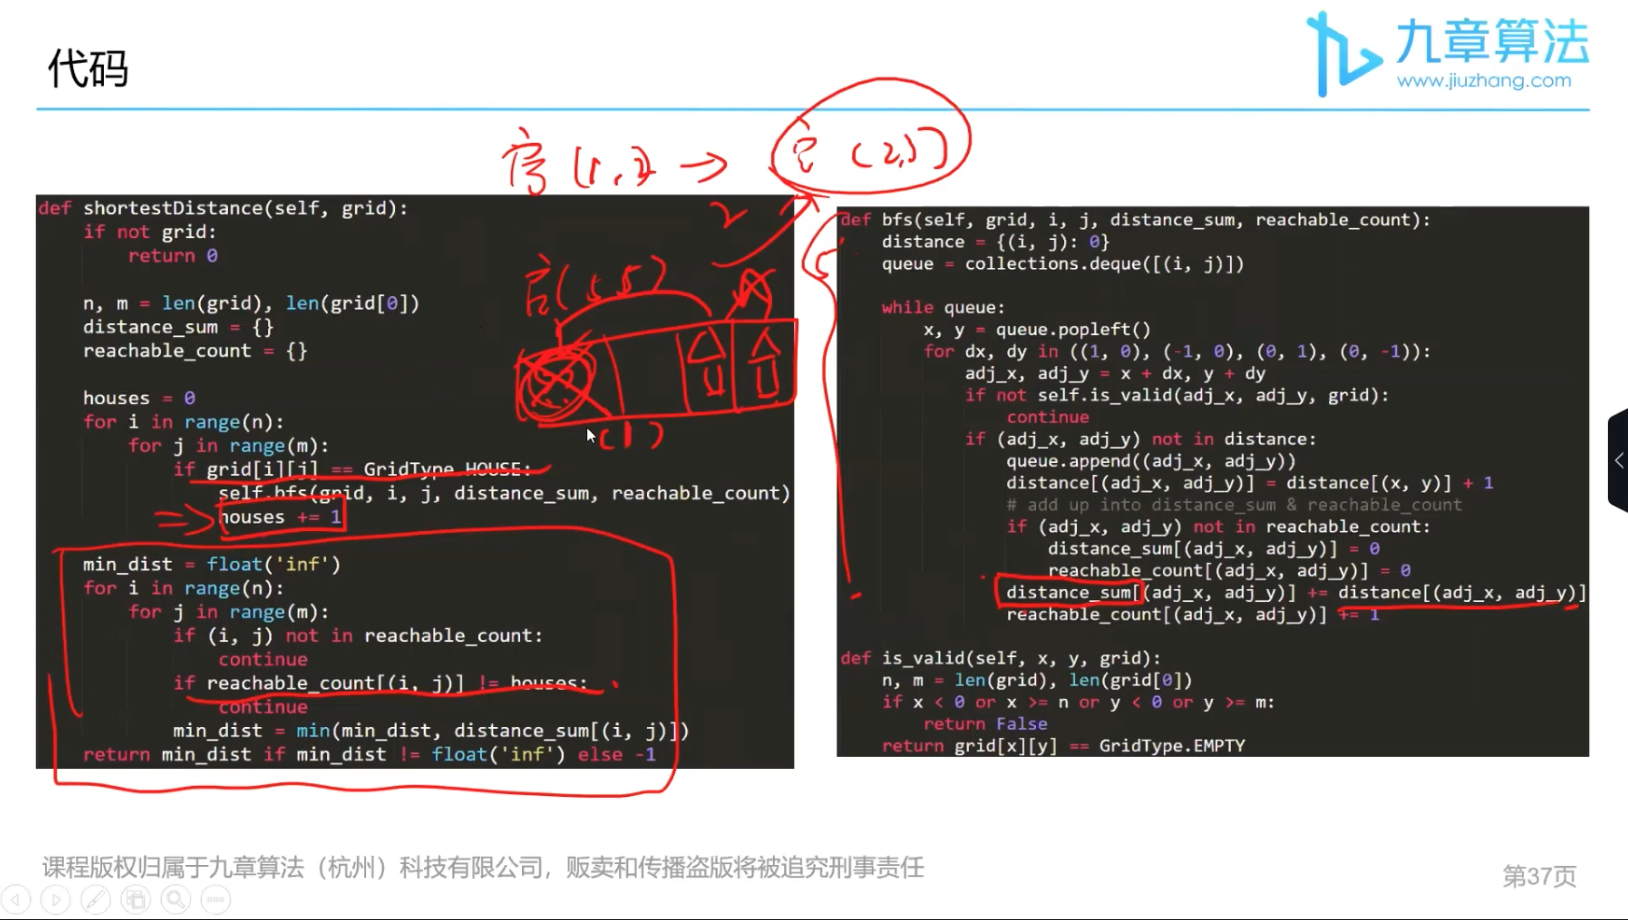 代码
九章算法
www.jiuzhang.com
房 (1,2) → 空 (2,5)
2
def shortestDistance(self, grid):
    if not grid:
        return 0

    n, m = len(grid), len(grid[0])
    distance_sum = {}
    reachable_count = {}

    houses = 0
    for i in range(n):
        for j in range(m):
            if grid[i][j] == GridType.HOUSE:
                self.bfs(grid, i, j, distance_sum, reachable_count)
                houses += 1

    min_dist = float('inf')
    for i in range(n):
        for j in range(m):
            if (i, j) not in reachable_count:
                continue
            if reachable_count[(i, j)] != houses:
                continue
            min_dist = min(min_dist, distance_sum[(i, j)])
    return min_dist if min_dist != float('inf') else -1
(1)
def bfs(self, grid, i, j, distance_sum, reachable_count):
    distance = {(i, j): 0}
    queue = collections.deque([(i, j)])

    while queue:
        x, y = queue.popleft()
        for dx, dy in ((1, 0), (-1, 0), (0, 1), (0, -1)):
            adj_x, adj_y = x + dx, y + dy
            if not self.is_valid(adj_x, adj_y, grid):
                continue
            if (adj_x, adj_y) not in distance:
                queue.append((adj_x, adj_y))
                distance[(adj_x, adj_y)] = distance[(x, y)] + 1
                # add up into distance_sum & reachable_count
                if (adj_x, adj_y) not in reachable_count:
                    distance_sum[(adj_x, adj_y)] = 0
                    reachable_count[(adj_x, adj_y)] = 0
                distance_sum[(adj_x, adj_y)] += distance[(adj_x, adj_y)]
                reachable_count[(adj_x, adj_y)] += 1

def is_valid(self, x, y, grid):
    n, m = len(grid), len(grid[0])
    if x < 0 or x >= n or y < 0 or y >= m:
        return False
    return grid[x][y] == GridType.EMPTY
课程版权归属于九章算法（杭州）科技有限公司，贩卖和传播盗版将被追究刑事责任
第37页